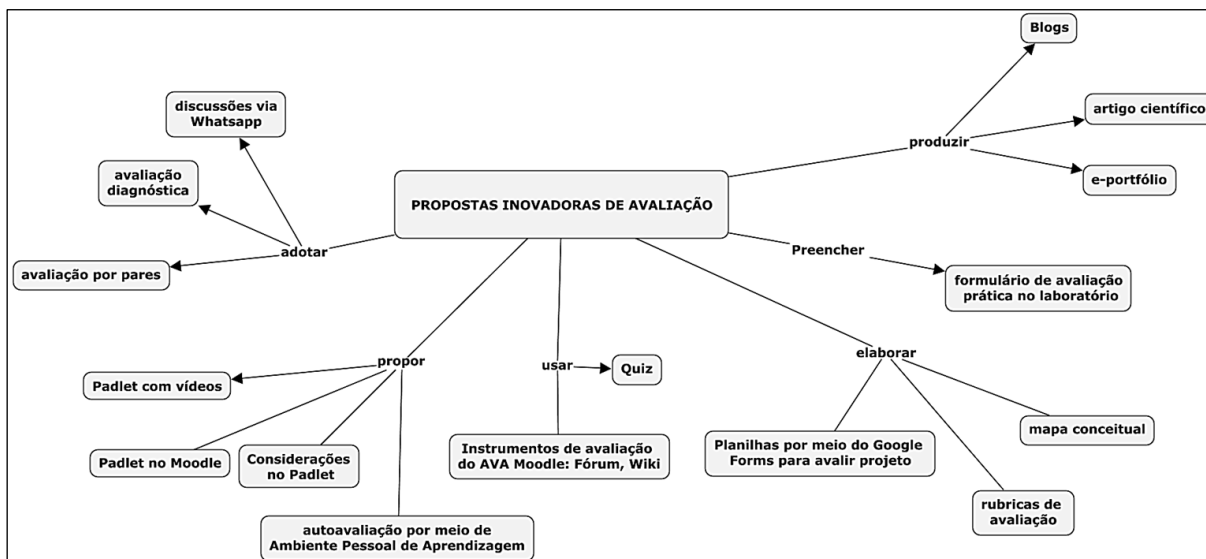 Blogs
discussões via
Whatsapp
artigo científico
produzir
avaliação
diagnóstica
e-portfólio
PROPOSTAS INOVADORAS DE AVALIAÇÃO
adotar
Preencher
avaliação por pares
formulário de avaliação
prática no laboratório
propor
usar
Quiz
elaborar
Padlet com vídeos
mapa conceitual
Padlet no Moodle
Considerações
no Padlet
Instrumentos de avaliação
do AVA Moodle: Fórum, Wiki
Planilhas por meio do Google
Forms para avalir projeto
rubricas de
avaliação
autoavaliação por meio de
Ambiente Pessoal de Aprendizagem